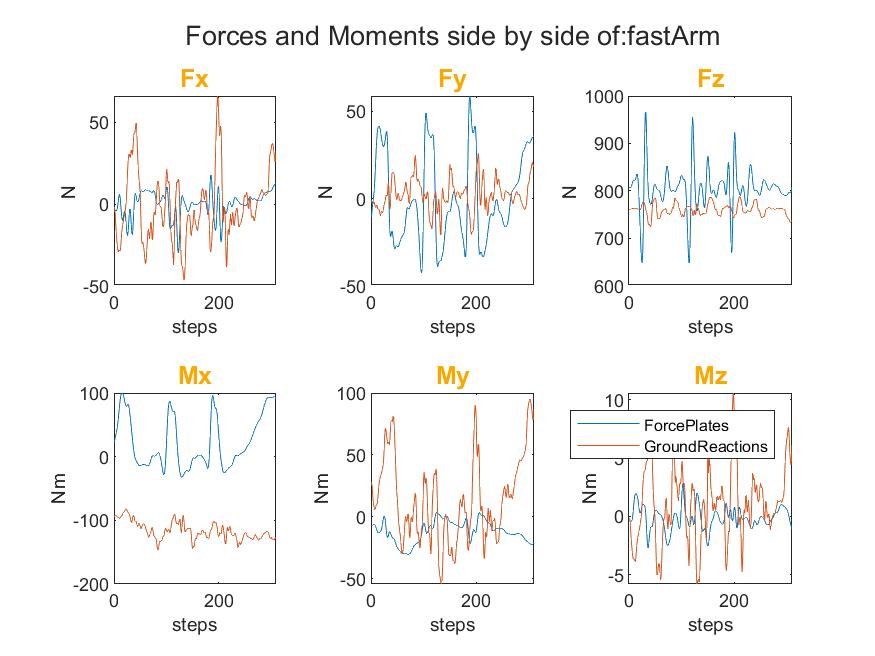 Forces and Moments side by side of:fastArm
Fx
Fy
Fz
50
0
-50
N
0
200
steps
50
0
-50
N
0
200
steps
1000
900
800
700
600
N
0
200
steps
Mx
My
Mz
100
0
-100
-200
Nm
0
200
steps
100
50
0
-50
Nm
0
200
steps
10
5
0
-5
Nm
0
200
steps
ForcePlates
GroundReactions